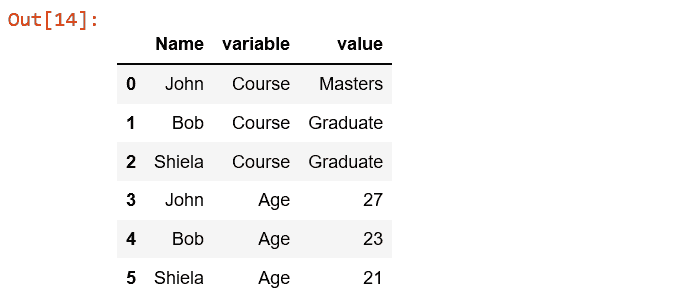 Out[14]:
Name variable value
0 John Course Masters
1 Bob Course Graduate
2 Shiela Course Graduate
3 John Age 27
4 Bob Age 23
5 Shiela Age 21